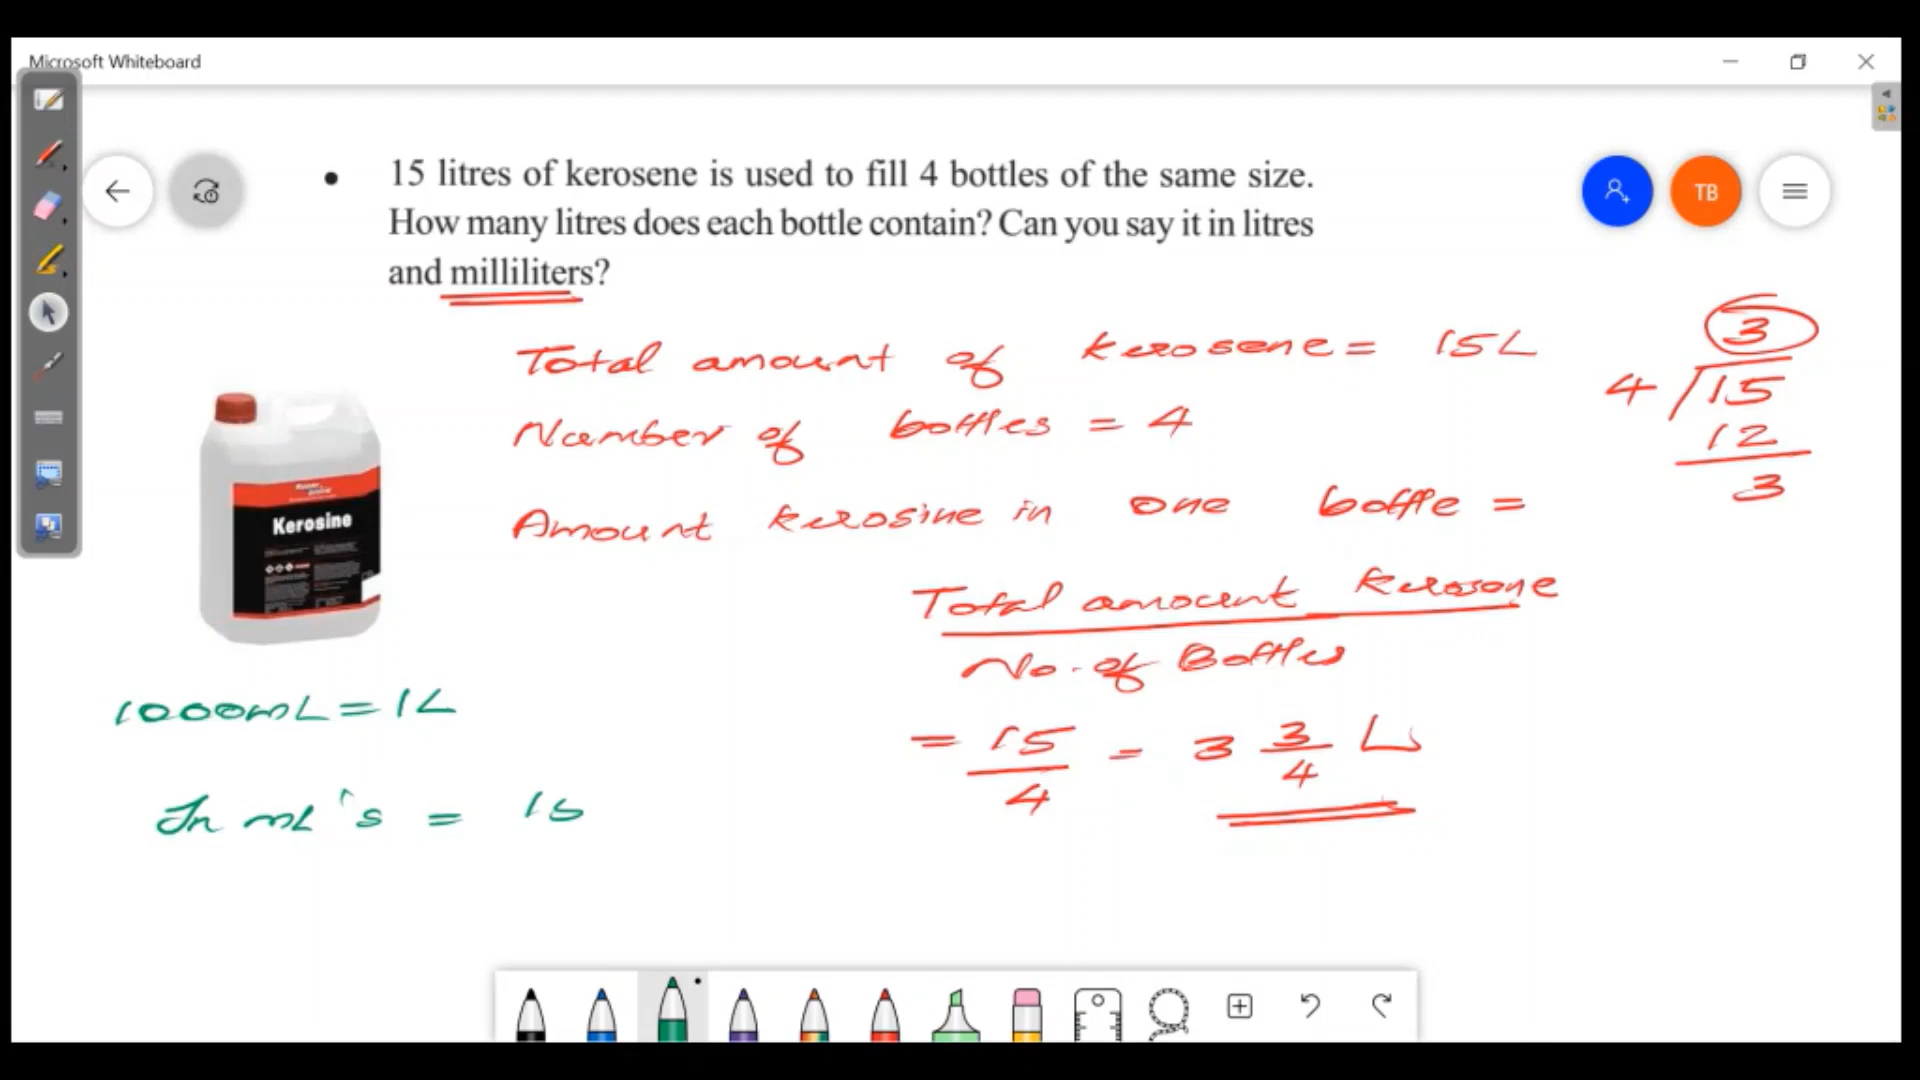 Microsoft Whiteboard
TB
• 15 litres of kerosene is used to fill 4 bottles of the same size.
How many litres does each bottle contain? Can you say it in litres
and milliliters?
Total amount of kerosene = 15L
Number of bottles = 4
Amount kerosine in one bottle =
Total amount kerosene
No. of Bottles
= 15/4 = 3 3/4 L
3
4 15
12
3
Kerosine
1000mL = 1L
In mL's = 15